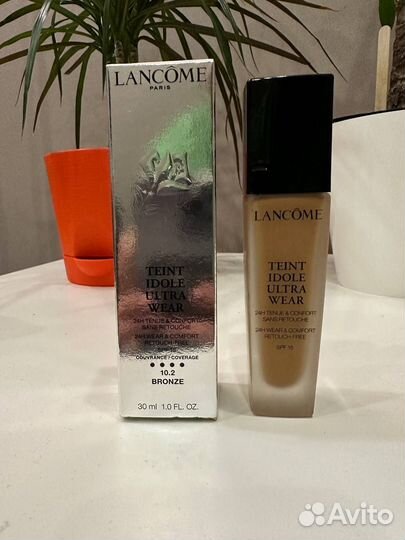 LANCÔME
PARIS
TEINT
IDOLE
ULTRA
WEAR
24H TENUE & CONFORT
SANS RETOUCHE
24H WEAR & COMFORT
RETOUCH-FREE
SPF 15
COUVRANCE / COVERAGE
10.2
BRONZE
30 ml 1.0 FL. OZ.
LANCÔME
TEINT
IDOLE
ULTRA
WEAR
24H TENUE & CONFORT
SANS RETOUCHE
24H WEAR & COMFORT
RETOUCH-FREE
SPF 15
Avito